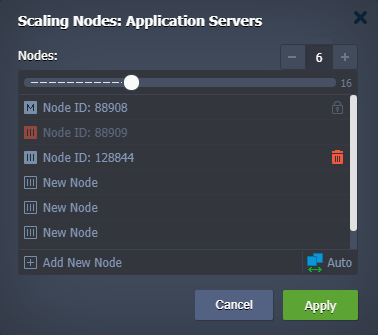 Scaling Nodes: Application Servers
Nodes:
6
16
M Node ID: 88908
Node ID: 88909
Node ID: 128844
New Node
New Node
New Node
Add New Node
Auto
Cancel
Apply